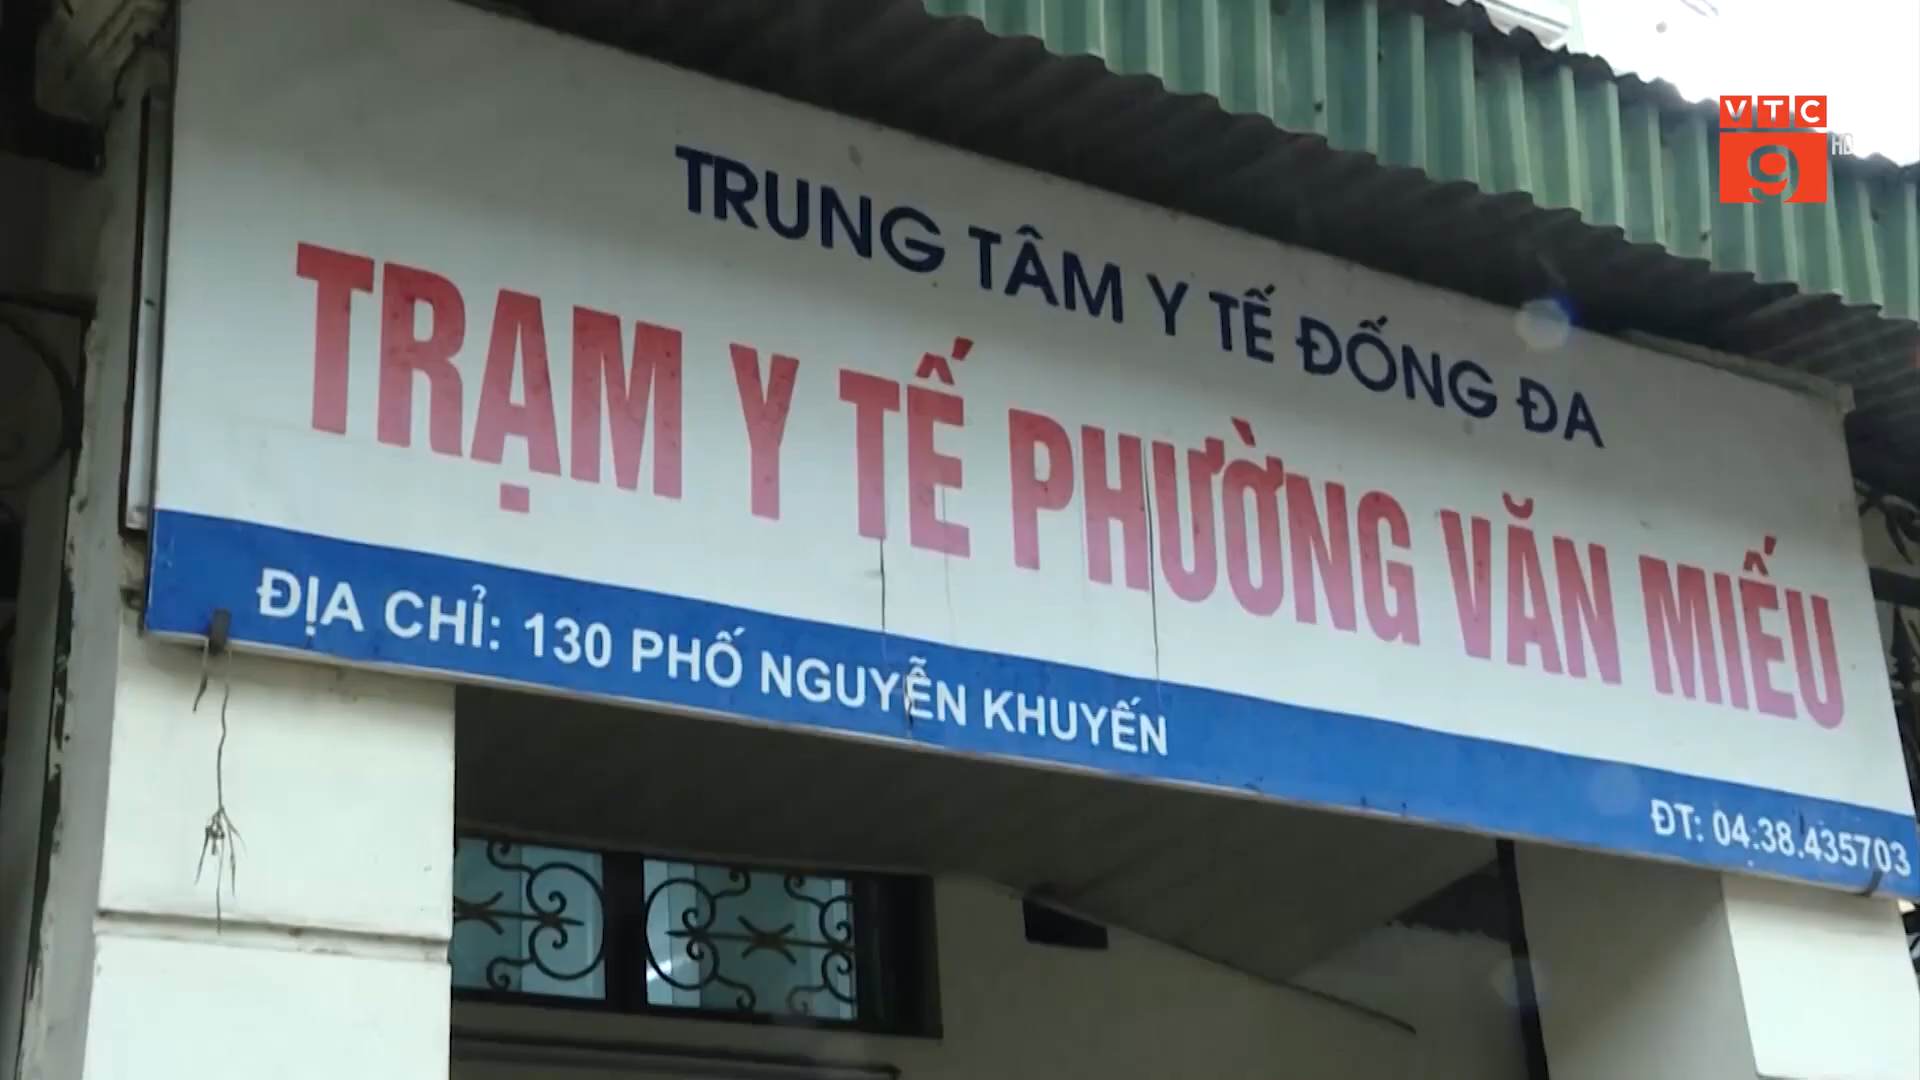 VTC
9
HD
TRUNG TÂM Y TẾ ĐỐNG ĐA
TRẠM Y TẾ PHƯỜNG VĂN MIẾU
ĐỊA CHỈ: 130 PHỐ NGUYỄN KHUYẾN
ĐT: 04.38.435703